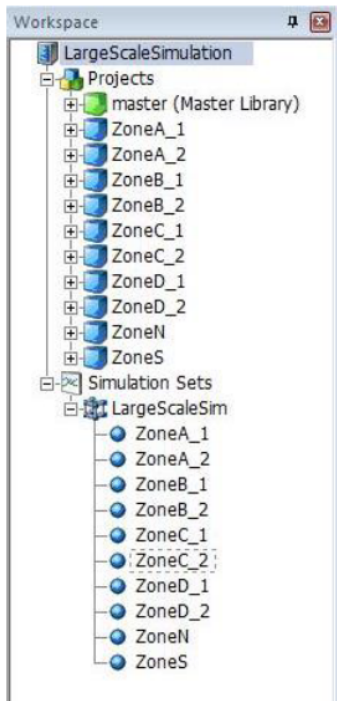 Workspace
LargeScaleSimulation
Projects
master (Master Library)
ZoneA_1
ZoneA_2
ZoneB_1
ZoneB_2
ZoneC_1
ZoneC_2
ZoneD_1
ZoneD_2
ZoneN
ZoneS
Simulation Sets
LargeScaleSim
ZoneA_1
ZoneA_2
ZoneB_1
ZoneB_2
ZoneC_1
ZoneC_2
ZoneD_1
ZoneD_2
ZoneN
ZoneS